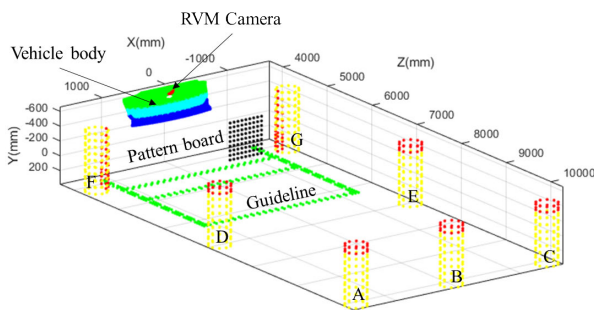 RVM Camera
X(mm)
Vehicle body
-1000
0
1000
4000
Z(mm)
5000
6000
7000
8000
9000
10000
-600
-400
-200
0
200
Y(mm)
Pattern board
G
F
Guideline
E
D
A
B
C